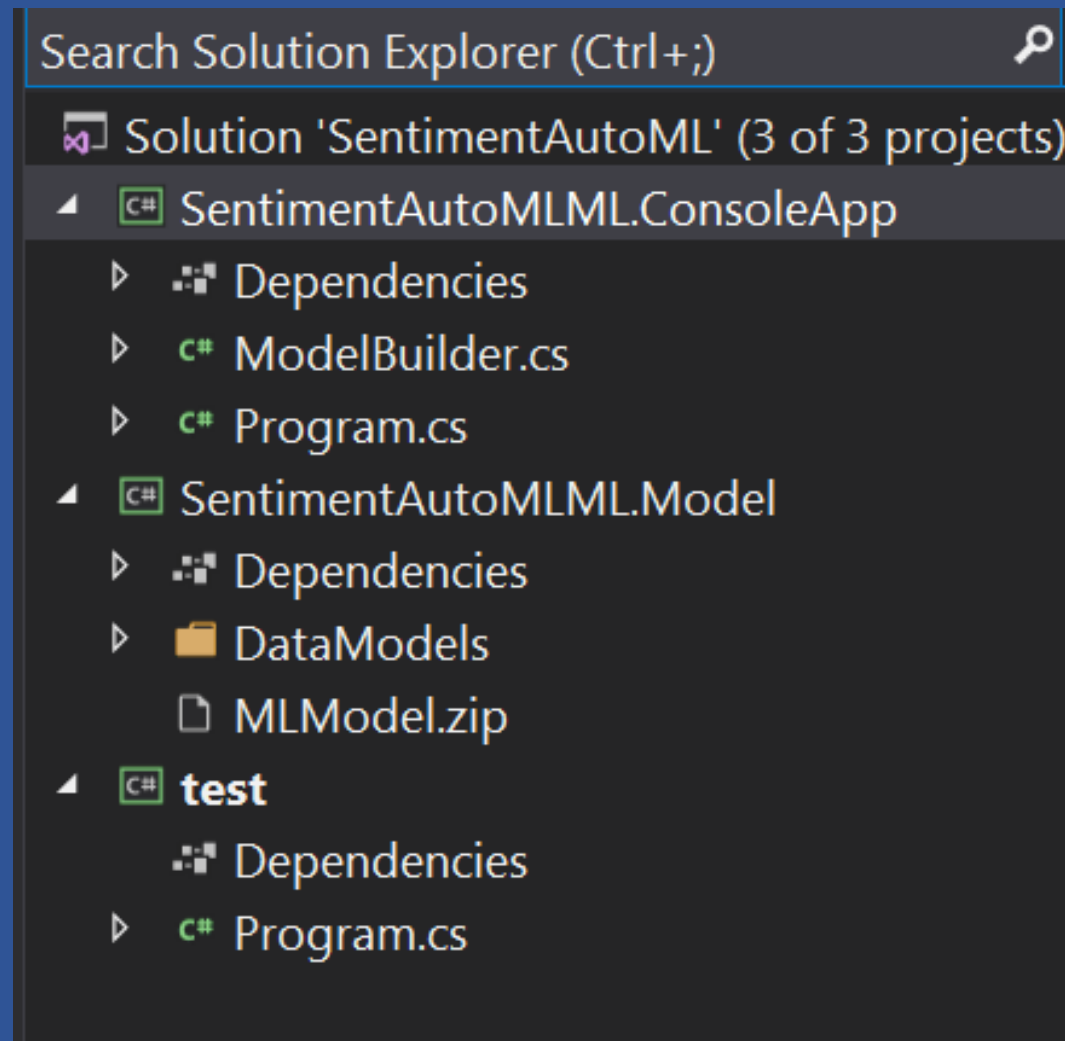 Search Solution Explorer (Ctrl+;)
Solution 'SentimentAutoML' (3 of 3 projects)
C# SentimentAutoMLML.ConsoleApp
Dependencies
C# ModelBuilder.cs
C# Program.cs
C# SentimentAutoMLML.Model
Dependencies
DataModels
MLModel.zip
C# test
Dependencies
C# Program.cs